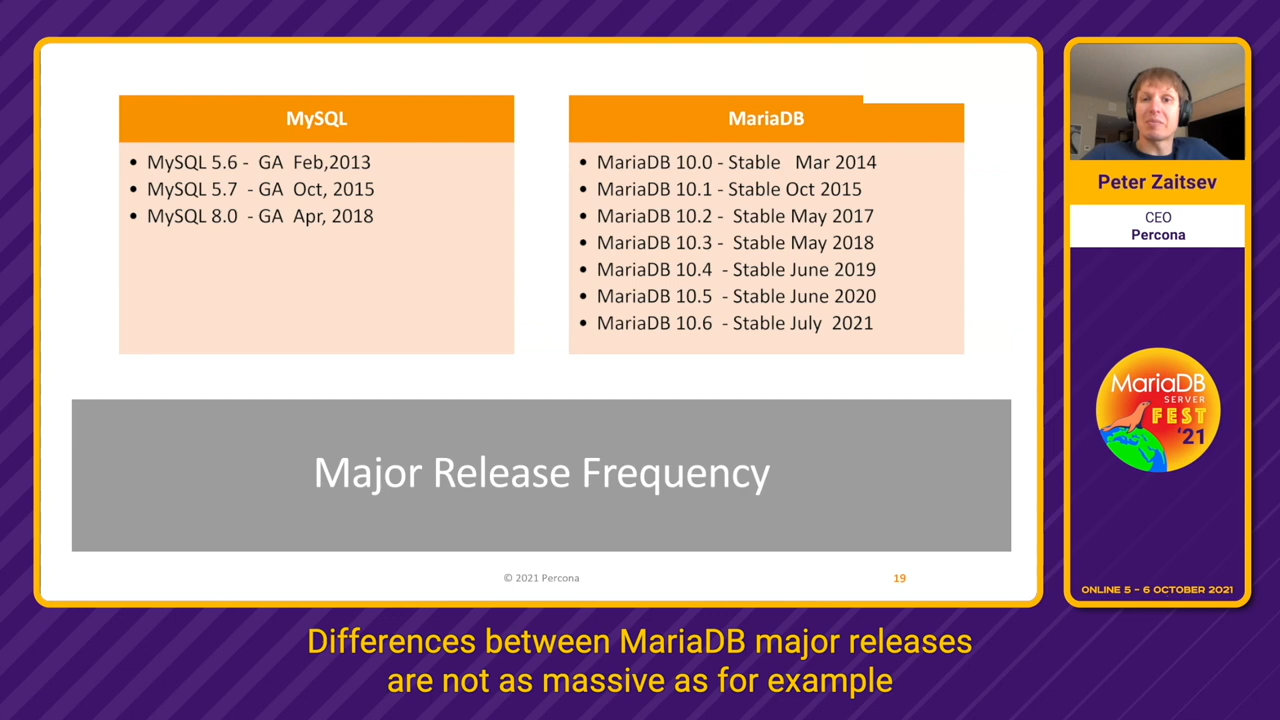 MySQL
• MySQL 5.6 - GA Feb,2013
• MySQL 5.7 - GA Oct, 2015
• MySQL 8.0 - GA Apr, 2018
MariaDB
• MariaDB 10.0 - Stable Mar 2014
• MariaDB 10.1 - Stable Oct 2015
• MariaDB 10.2 - Stable May 2017
• MariaDB 10.3 - Stable May 2018
• MariaDB 10.4 - Stable June 2019
• MariaDB 10.5 - Stable June 2020
• MariaDB 10.6 - Stable July 2021
Major Release Frequency
© 2021 Percona
19
Peter Zaitsev
CEO
Percona
MariaDB
SERVER
FEST
'21
ONLINE 5 – 6 OCTOBER 2021
Differences between MariaDB major releases
are not as massive as for example